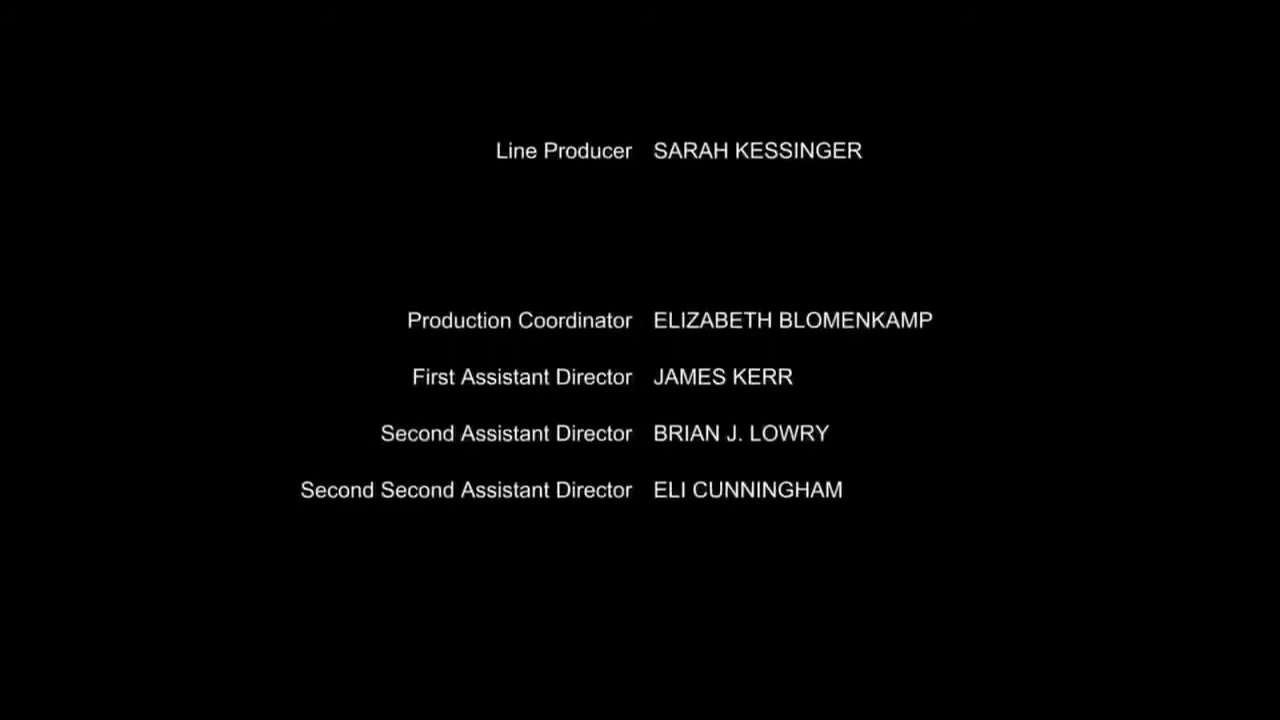 Line Producer SARAH KESSINGER
Production Coordinator ELIZABETH BLOMENKAMP
First Assistant Director JAMES KERR
Second Assistant Director BRIAN J. LOWRY
Second Second Assistant Director ELI CUNNINGHAM